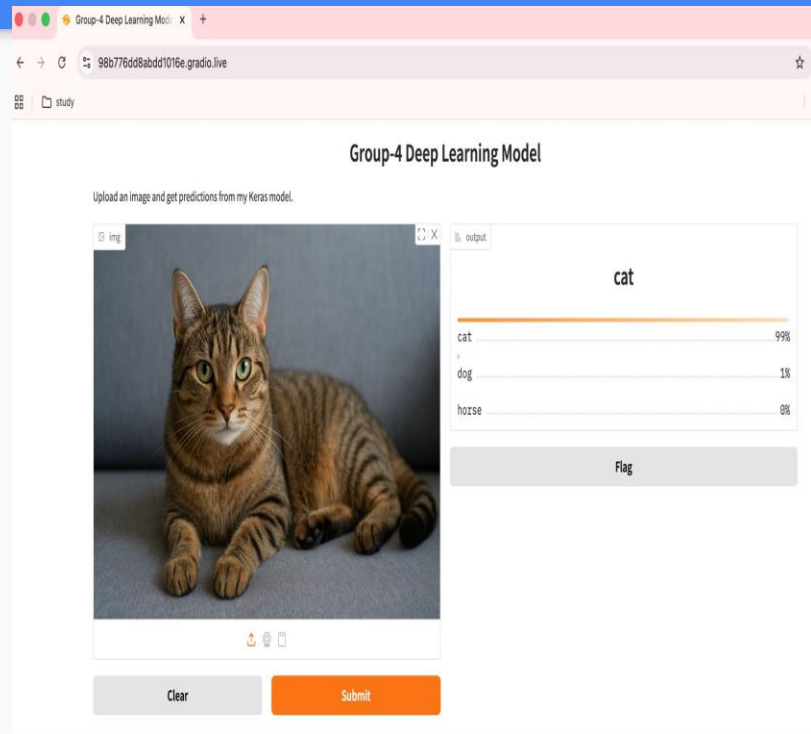 Group-4 Deep Learning Mod
98b776dd8abdd1016e.gradio.live
study
Group-4 Deep Learning Model
Upload an image and get predictions from my Keras model.
img
output
cat
cat 99%
dog 1%
horse 0%
Flag
Clear
Submit